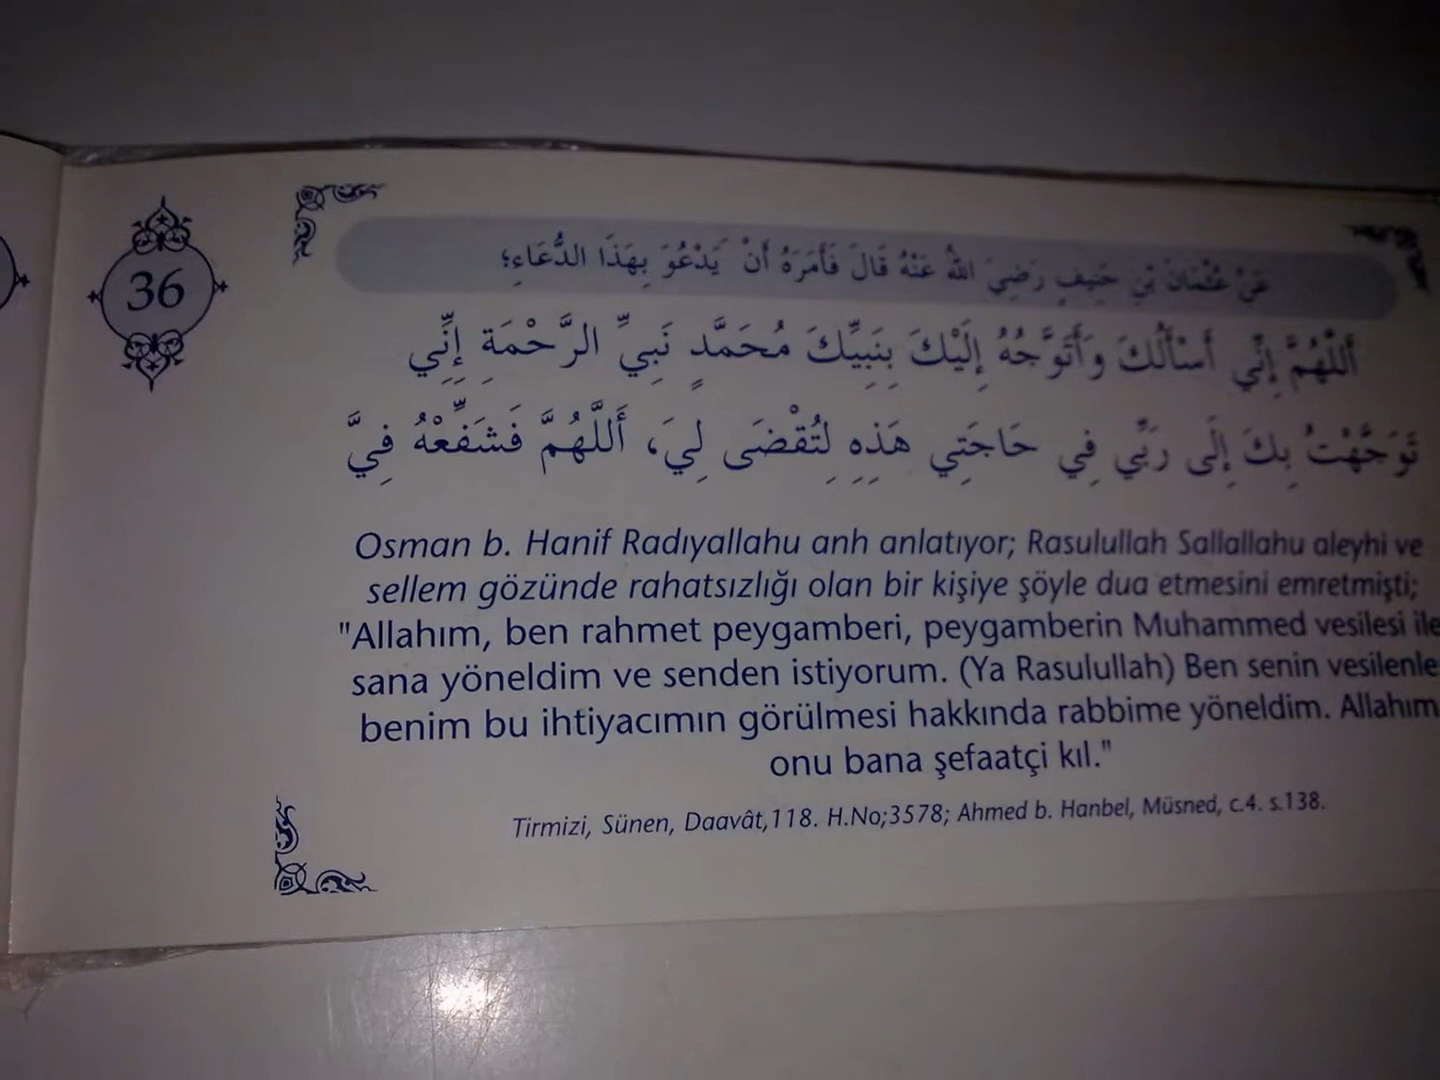 36
عَنْ عُثْمَانَ بْنِ حَنِيفٍ رَضِيَ اللهُ عَنْهُ قَالَ فَأَمَرَهُ أَنْ يَدْعُوَ بِهَذَا الدُّعَاءِ؛
أَللَّهُمَّ إِنِّي أَسْأَلُكَ وَأَتَوَجَّهُ إِلَيْكَ بِنَبِيِّكَ مُحَمَّدٍ نَبِيِّ الرَّحْمَةِ إِنِّي
تَوَجَّهْتُ بِكَ إِلَى رَبِّي فِي حَاجَتِي هَذِهِ لِتُقْضَى لِيَ، أَللَّهُمَّ فَشَفِّعْهُ فِيَّ
Osman b. Hanif Radıyallahu anh anlatıyor; Rasulullah Sallallahu aleyhi ve
sellem gözünde rahatsızlığı olan bir kişiye şöyle dua etmesini emretmişti;
"Allahım, ben rahmet peygamberi, peygamberin Muhammed vesilesi ile
sana yöneldim ve senden istiyorum. (Ya Rasulullah) Ben senin vesilenle
benim bu ihtiyacımın görülmesi hakkında rabbime yöneldim. Allahım
onu bana şefaatçi kıl."
Tirmizi, Sünen, Daavât,118. H.No;3578; Ahmed b. Hanbel, Müsned, c.4. s.138.